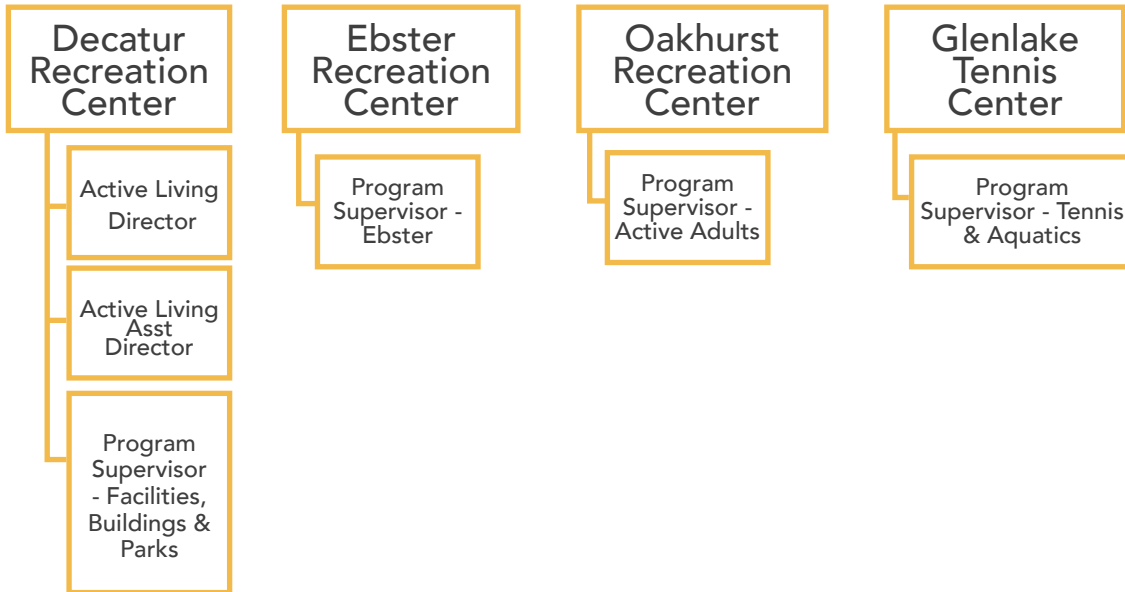 Decatur
Recreation
Center
Active Living
Director
Active Living
Asst
Director
Program
Supervisor
- Facilities,
Buildings &
Parks
Ebster
Recreation
Center
Program
Supervisor -
Ebster
Oakhurst
Recreation
Center
Program
Supervisor -
Active Adults
Glenlake
Tennis
Center
Program
Supervisor - Tennis
& Aquatics